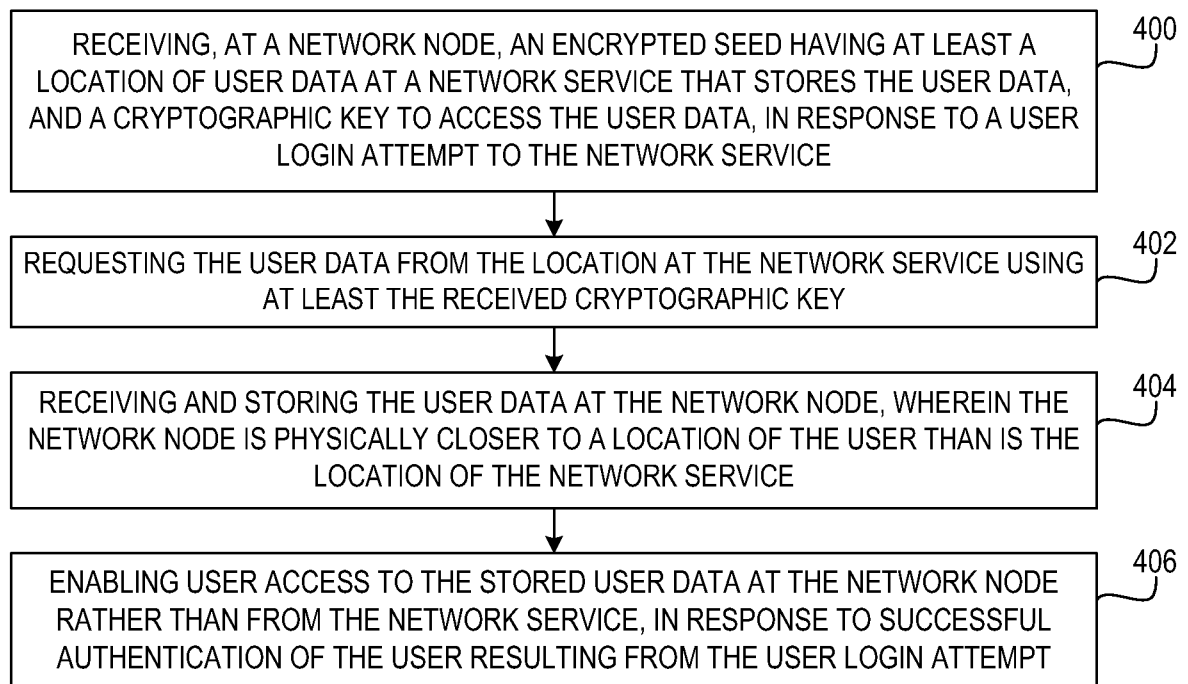 RECEIVING, AT A NETWORK NODE, AN ENCRYPTED SEED HAVING AT LEAST A
LOCATION OF USER DATA AT A NETWORK SERVICE THAT STORES THE USER DATA,
AND A CRYPTOGRAPHIC KEY TO ACCESS THE USER DATA, IN RESPONSE TO A USER
LOGIN ATTEMPT TO THE NETWORK SERVICE
400
REQUESTING THE USER DATA FROM THE LOCATION AT THE NETWORK SERVICE USING
AT LEAST THE RECEIVED CRYPTOGRAPHIC KEY
402
RECEIVING AND STORING THE USER DATA AT THE NETWORK NODE, WHEREIN THE
NETWORK NODE IS PHYSICALLY CLOSER TO A LOCATION OF THE USER THAN IS THE
LOCATION OF THE NETWORK SERVICE
404
ENABLING USER ACCESS TO THE STORED USER DATA AT THE NETWORK NODE
RATHER THAN FROM THE NETWORK SERVICE, IN RESPONSE TO SUCCESSFUL
AUTHENTICATION OF THE USER RESULTING FROM THE USER LOGIN ATTEMPT
406